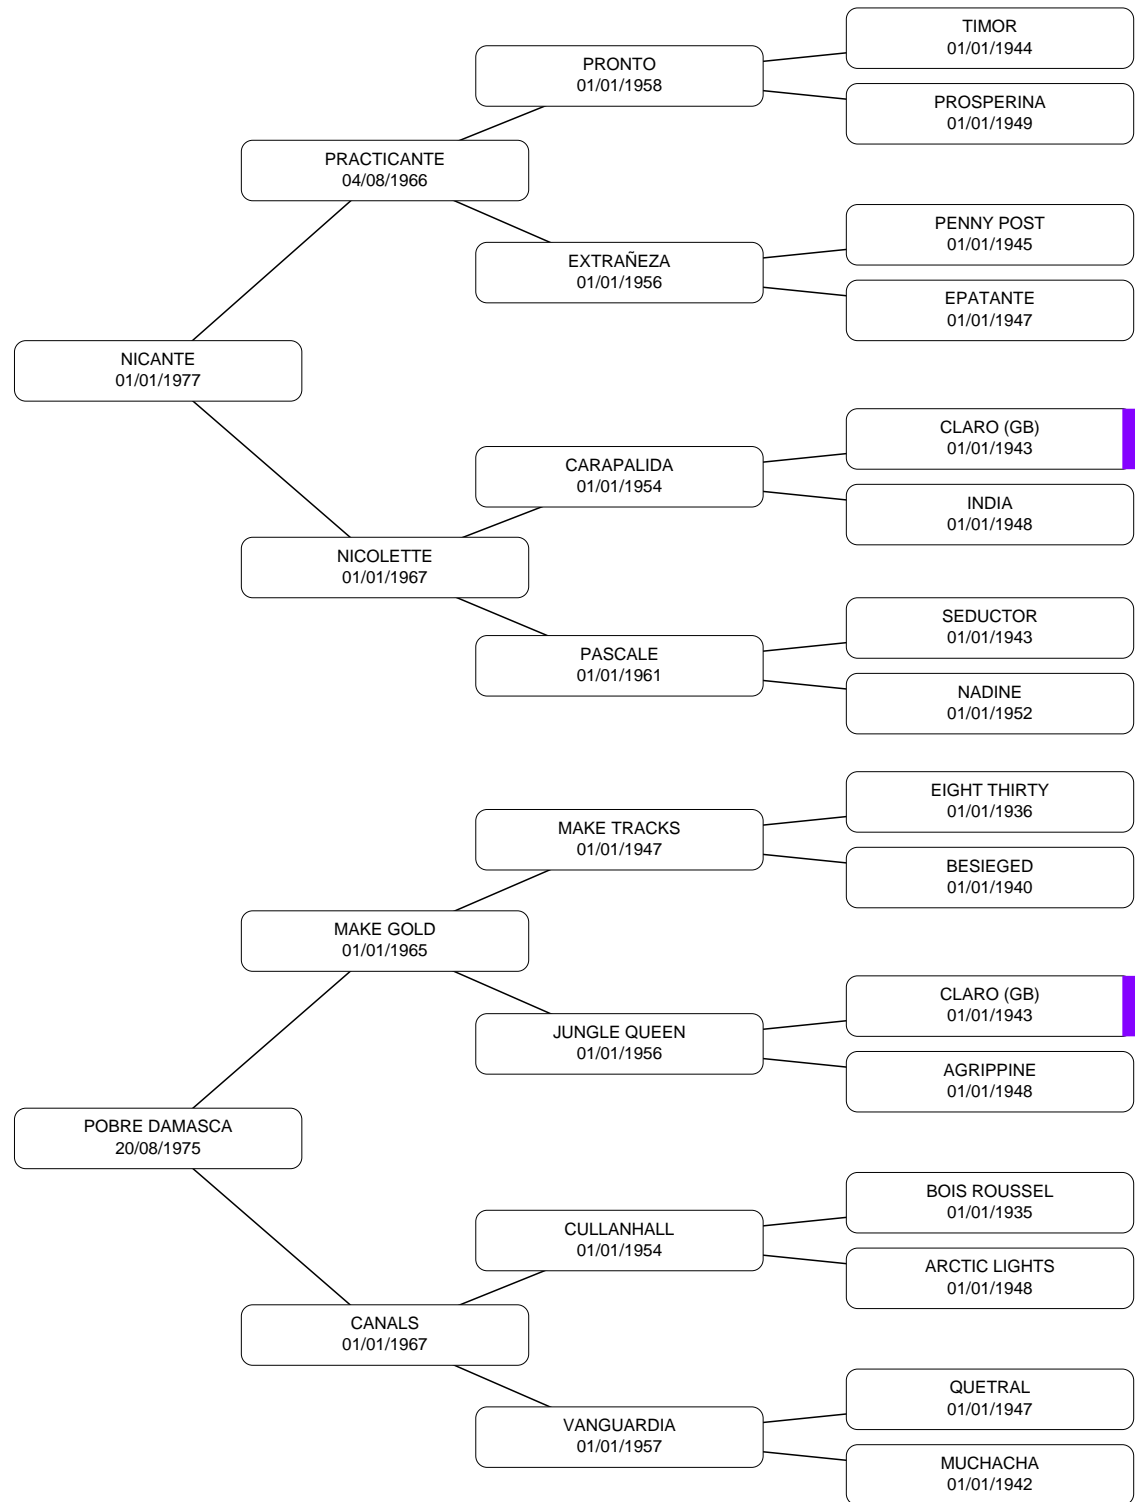 TIMOR
01/01/1944
PRONTO
01/01/1958
PROSPERINA
01/01/1949
PRACTICANTE
04/08/1966
PENNY POST
01/01/1945
EXTRAÑEZA
01/01/1956
EPATANTE
01/01/1947
NICANTE
01/01/1977
CLARO (GB)
01/01/1943
CARAPALIDA
01/01/1954
INDIA
01/01/1948
NICOLETTE
01/01/1967
SEDUCTOR
01/01/1943
PASCALE
01/01/1961
NADINE
01/01/1952
EIGHT THIRTY
01/01/1936
MAKE TRACKS
01/01/1947
BESIEGED
01/01/1940
MAKE GOLD
01/01/1965
CLARO (GB)
01/01/1943
JUNGLE QUEEN
01/01/1956
AGRIPPINE
01/01/1948
POBRE DAMASCA
20/08/1975
BOIS ROUSSEL
01/01/1935
CULLANHALL
01/01/1954
ARCTIC LIGHTS
01/01/1948
CANALS
01/01/1967
QUETRAL
01/01/1947
VANGUARDIA
01/01/1957
MUCHACHA
01/01/1942